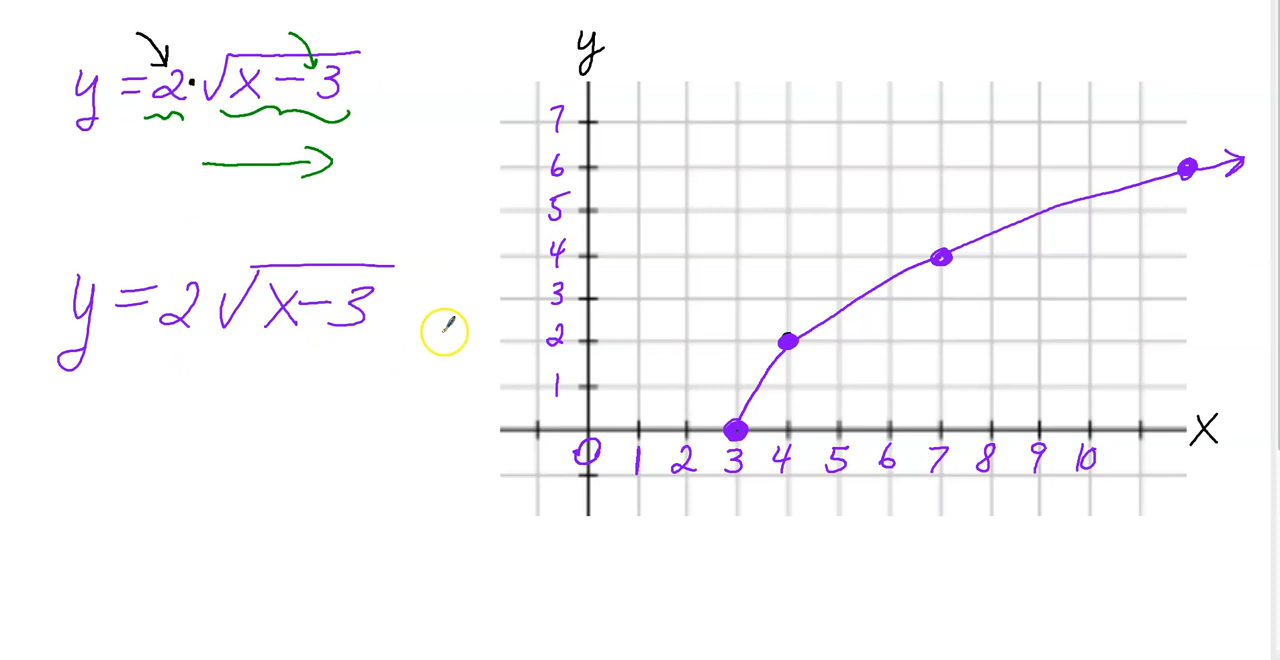 y = 2·√x − 3
y = 2√x − 3
y
7
6
5
4
3
2
1
0 1 2 3 4 5 6 7 8 9 10
x